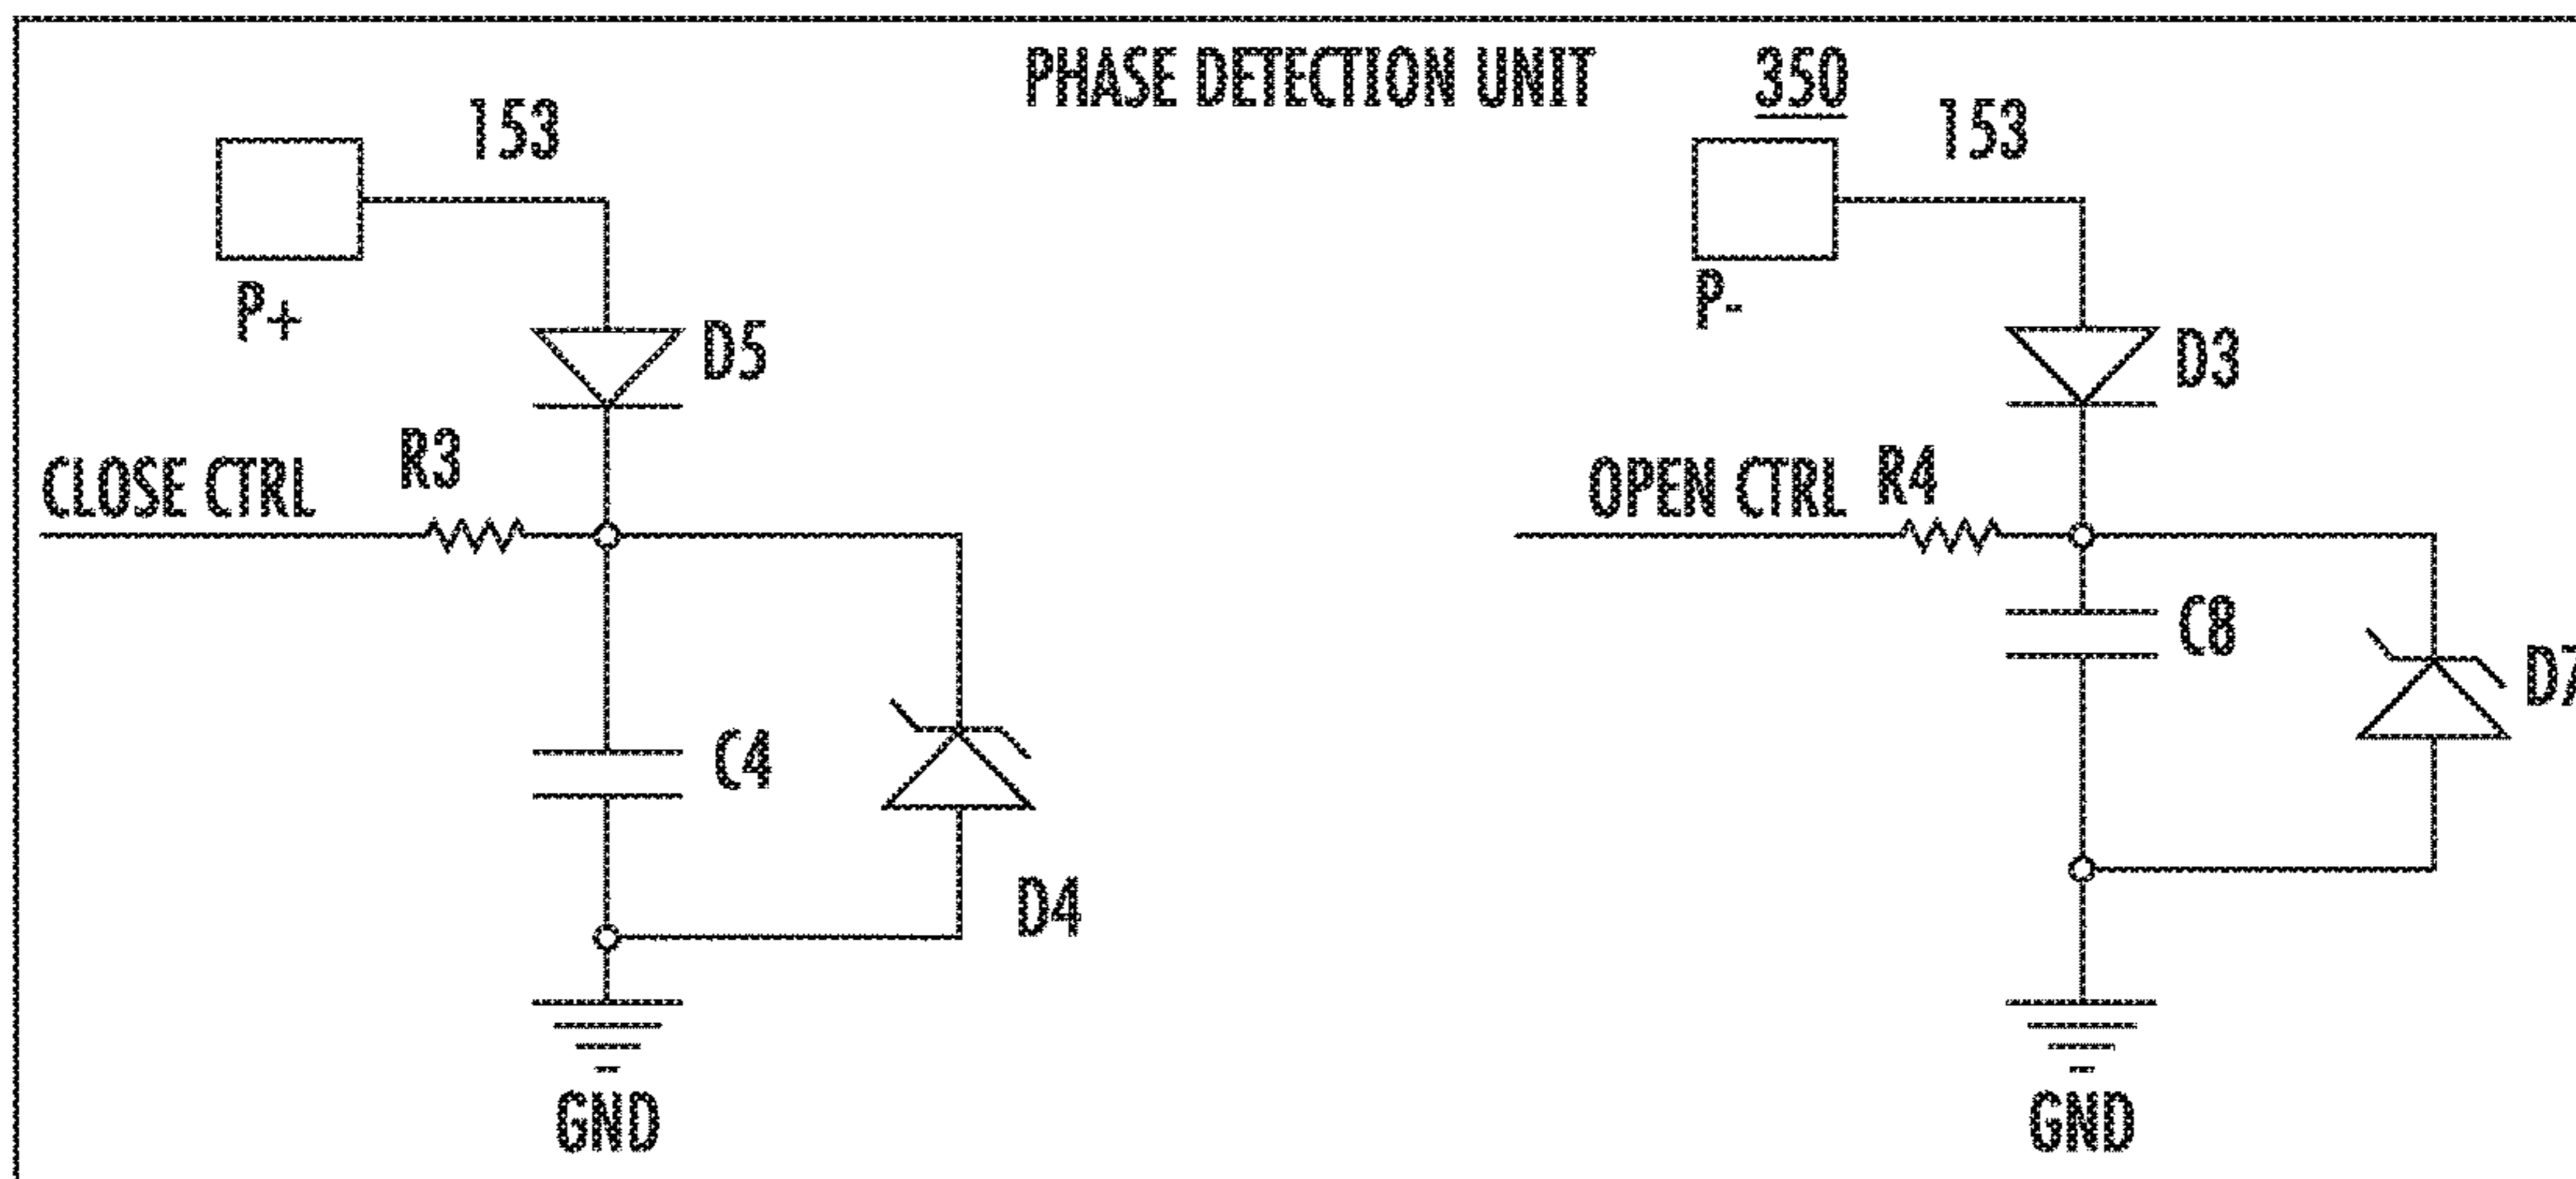 PHASE DETECTION UNIT 350
153
P+
D5
CLOSE CTRL
R3
C4
D4
GND
153
P-
D3
OPEN CTRL
R4
C8
D7
GND